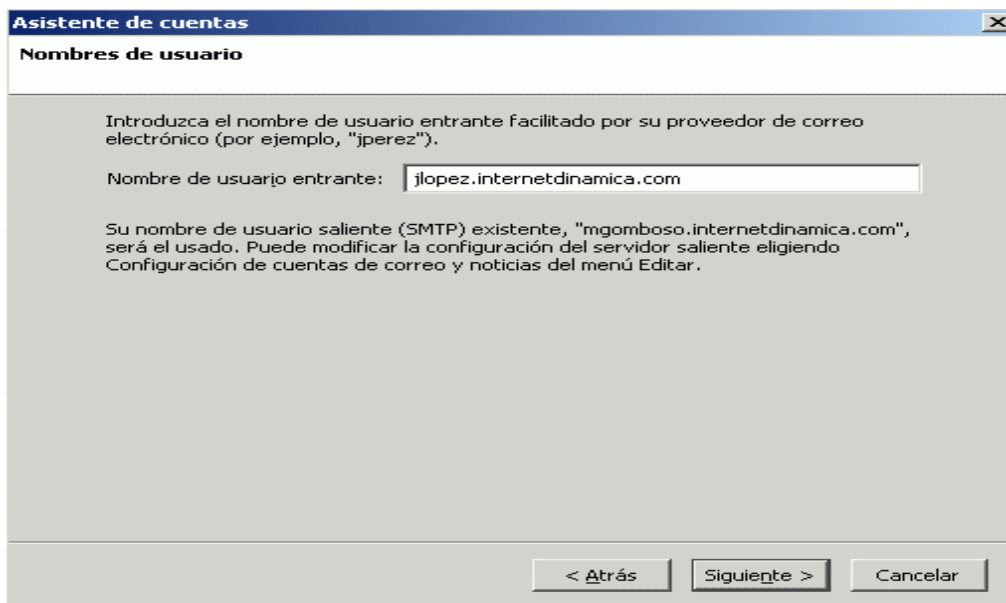 Asistente de cuentas
Nombres de usuario
Introduzca el nombre de usuario entrante facilitado por su proveedor de correo
electrónico (por ejemplo, "jperez").
Nombre de usuario entrante: jlopez.internetdinamica.com
Su nombre de usuario saliente (SMTP) existente, "mgomboso.internetdinamica.com",
será el usado. Puede modificar la configuración del servidor saliente eligiendo
Configuración de cuentas de correo y noticias del menú Editar.
< Atrás Siguiente > Cancelar